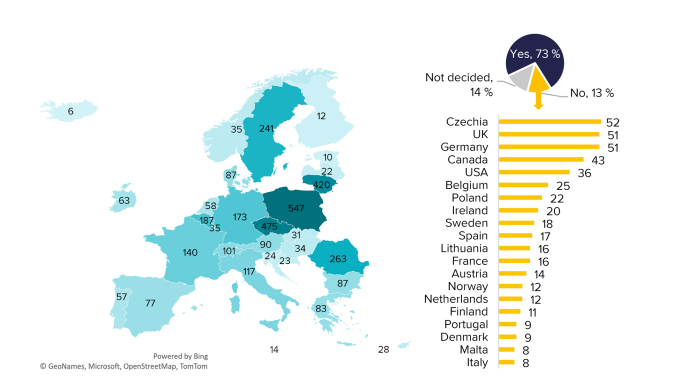 6
35
241
12
10
22
420
87
63
58
187
35
173
547
475
31
140
101
90
34
24
23
263
117
87
57
77
83
14
28
Powered by Bing
© GeoNames, Microsoft, OpenStreetMap, TomTom
Yes, 73 %
Not decided,
14 %
No, 13 %
Czechia 52
UK 51
Germany 51
Canada 43
USA 36
Belgium 25
Poland 22
Ireland 20
Sweden 18
Spain 17
Lithuania 16
France 16
Austria 14
Norway 12
Netherlands 12
Finland 11
Portugal 9
Denmark 9
Malta 8
Italy 8